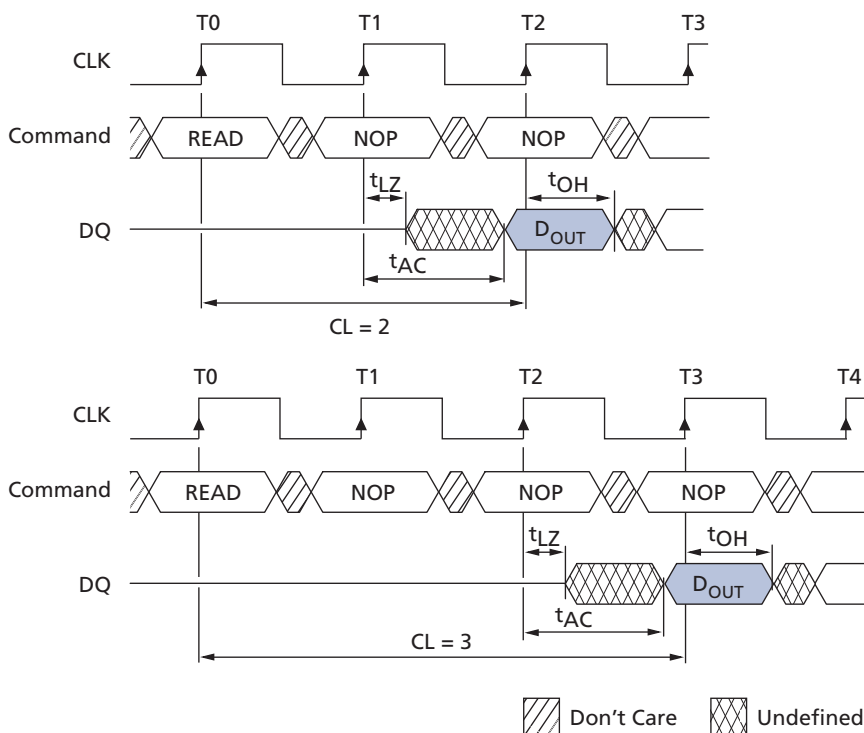 T0 T1 T2 T3
CLK
Command READ NOP NOP
tLZ tOH
DQ DOUT
tAC
CL = 2
T0 T1 T2 T3 T4
CLK
Command READ NOP NOP NOP
tLZ tOH
DQ DOUT
tAC
CL = 3
Don't Care Undefined